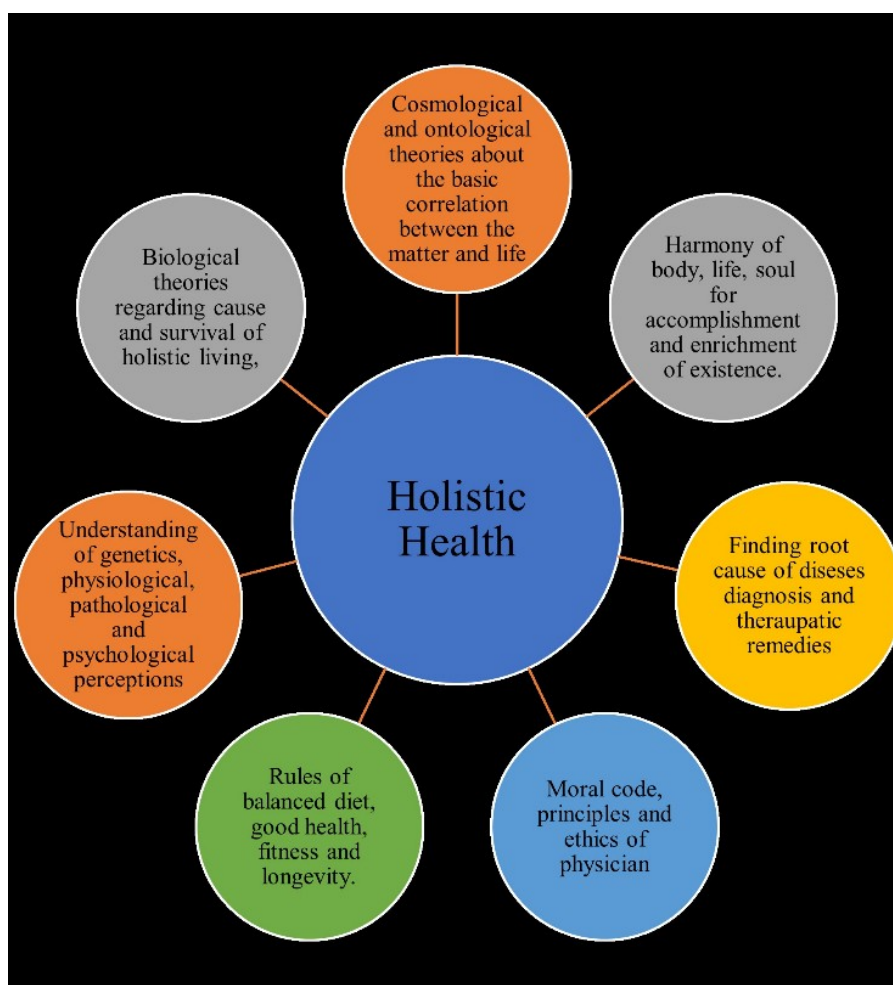 Cosmological
and ontological
theories about
the basic
correlation
between the
matter and life
Harmony of
body, life, soul
for
accomplishment
and enrichment
of existence.
Finding root
cause of diseses
diagnosis and
theraupatic
remedies
Moral code,
principles and
ethics of
physician
Rules of
balanced diet,
good health,
fitness and
longevity.
Understanding
of genetics,
physiological,
pathological
and
psychological
perceptions
Biological
theories
regarding cause
and survival of
holistic living,
Holistic
Health